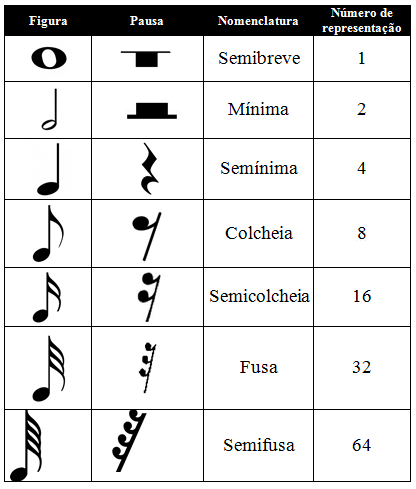 Figura Pausa Nomenclatura Número de representação
Semibreve 1
Mínima 2
Semínima 4
Colcheia 8
Semicolcheia 16
Fusa 32
Semifusa 64